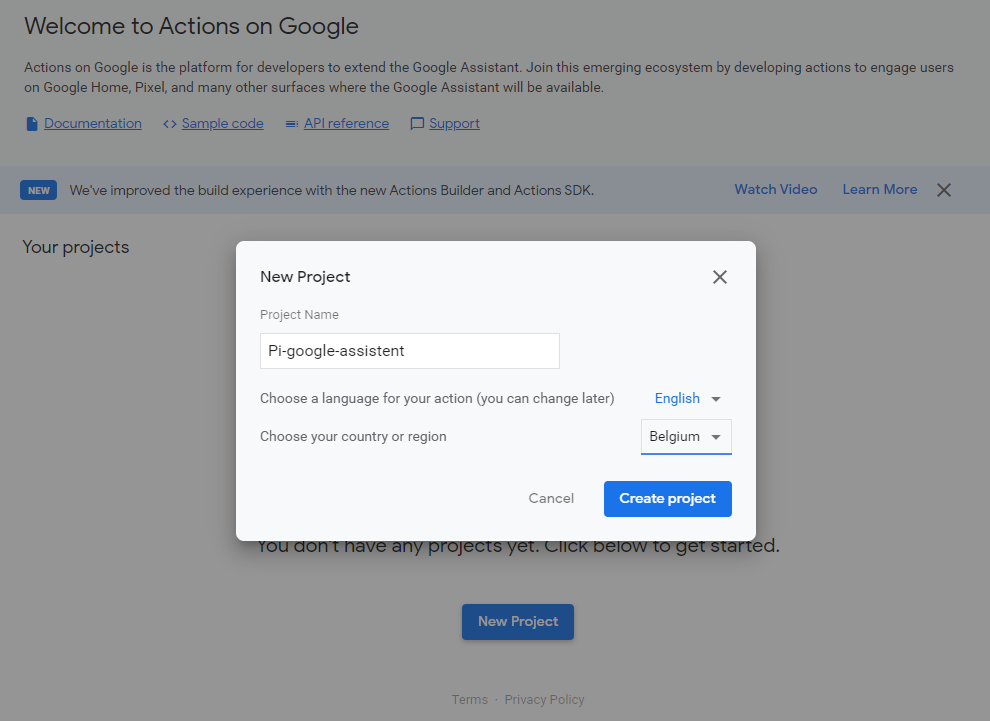 Welcome to Actions on Google
Actions on Google is the platform for developers to extend the Google Assistant. Join this emerging ecosystem by developing actions to engage users
on Google Home, Pixel, and many other surfaces where the Google Assistant will be available.
Documentation Sample code API reference Support
NEW We've improved the build experience with the new Actions Builder and Actions SDK. Watch Video Learn More
Your projects
New Project
Project Name
Pi-google-assistent
Choose a language for your action (you can change later) English
Choose your country or region Belgium
Cancel Create project
You don't have any projects yet. Click below to get started.
New Project
Terms · Privacy Policy